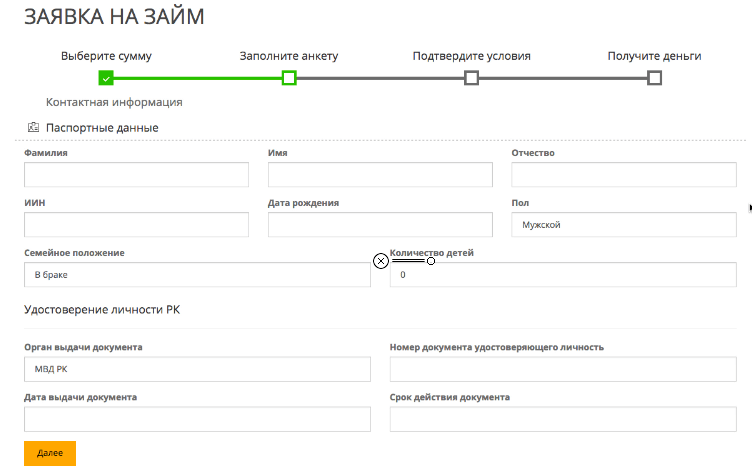 ЗАЯВКА НА ЗАЙМ
Выберите сумму Заполните анкету Подтвердите условия Получите деньги
Контактная информация
Паспортные данные
Фамилия Имя Отчество
ИИН Дата рождения Пол
Мужской
Семейное положение Количество детей
В браке 0
Удостоверение личности РК
Орган выдачи документа Номер документа удостоверяющего личность
МВД РК
Дата выдачи документа Срок действия документа
Далее